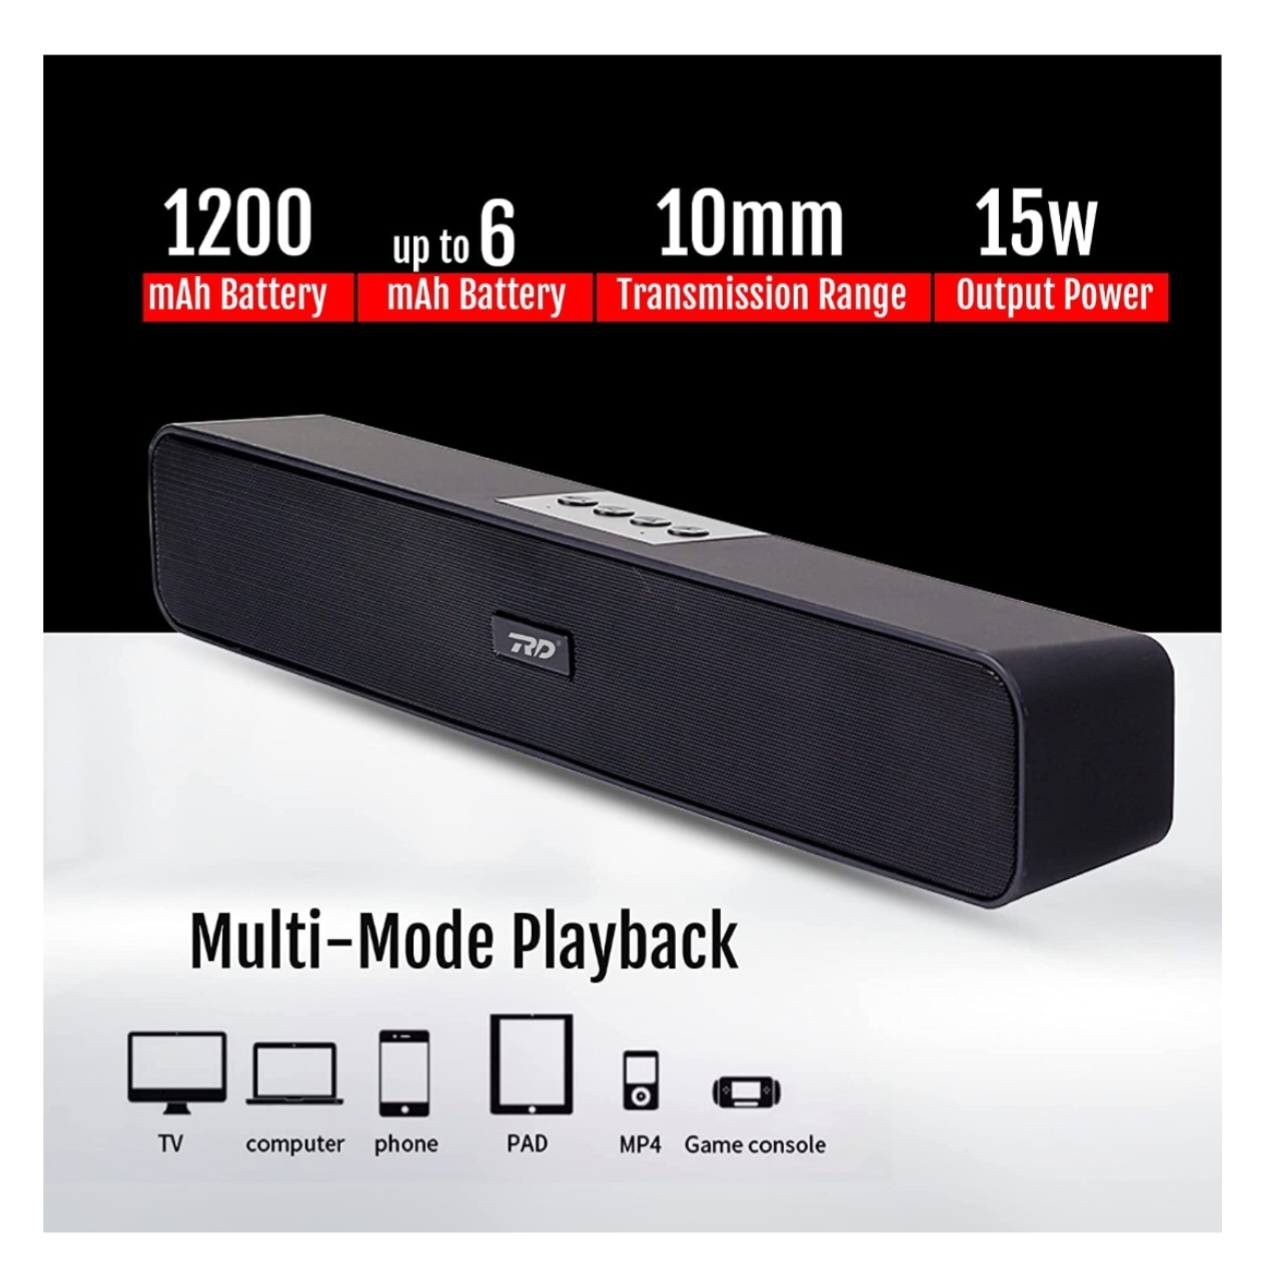 1200
up to 6
10mm
15w
mAh Battery
mAh Battery
Transmission Range
Output Power
RD
Multi-Mode Playback
TV
computer
phone
PAD
MP4
Game console